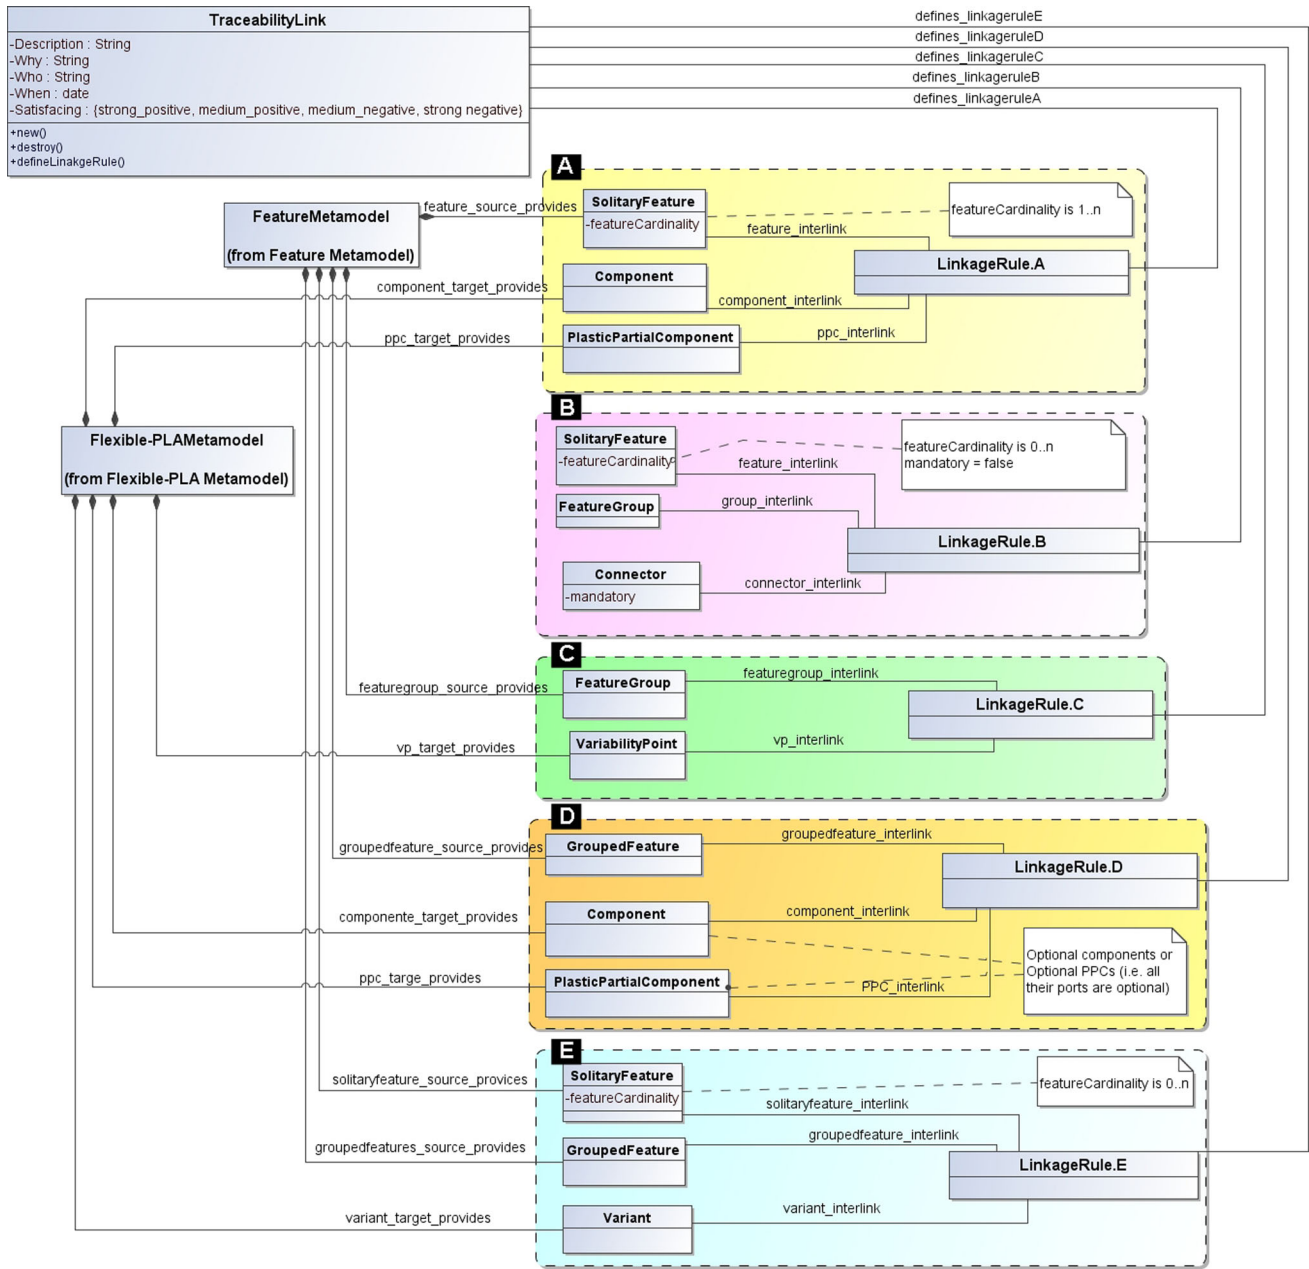 TraceabilityLink
-Description : String
-Why : String
-Who : String
-When : date
-Satisfacing : {strong_positive, medium_positive, medium_negative, strong negative}
+new()
+destroy()
+defineLinakgeRule()
defines_linkageruleE
defines_linkageruleD
defines_linkageruleC
defines_linkageruleB
defines_linkageruleA
FeatureMetamodel
(from Feature Metamodel)
Flexible-PLAMetamodel
(from Flexible-PLA Metamodel)
A
feature_source_provides
SolitaryFeature
-featureCardinality
featureCardinality is 1..n
feature_interlink
LinkageRule.A
component_target_provides
Component
component_interlink
ppc_target_provides
PlasticPartialComponent
ppc_interlink
B
SolitaryFeature
-featureCardinality
featureCardinality is 0..n
mandatory = false
feature_interlink
FeatureGroup
group_interlink
LinkageRule.B
Connector
-mandatory
connector_interlink
C
featuregroup_source_provides
FeatureGroup
featuregroup_interlink
LinkageRule.C
vp_target_provides
VariabilityPoint
vp_interlink
D
groupedfeature_source_provides
GroupedFeature
groupedfeature_interlink
LinkageRule.D
componente_target_provides
Component
component_interlink
Optional components or
Optional PPCs (i.e. all
their ports are optional)
ppc_targe_provides
PlasticPartialComponent
PPC_interlink
E
solitaryfeature_source_provices
SolitaryFeature
-featureCardinality
featureCardinality is 0..n
solitaryfeature_interlink
groupedfeatures_source_provides
GroupedFeature
groupedfeature_interlink
LinkageRule.E
variant_target_provides
Variant
variant_interlink